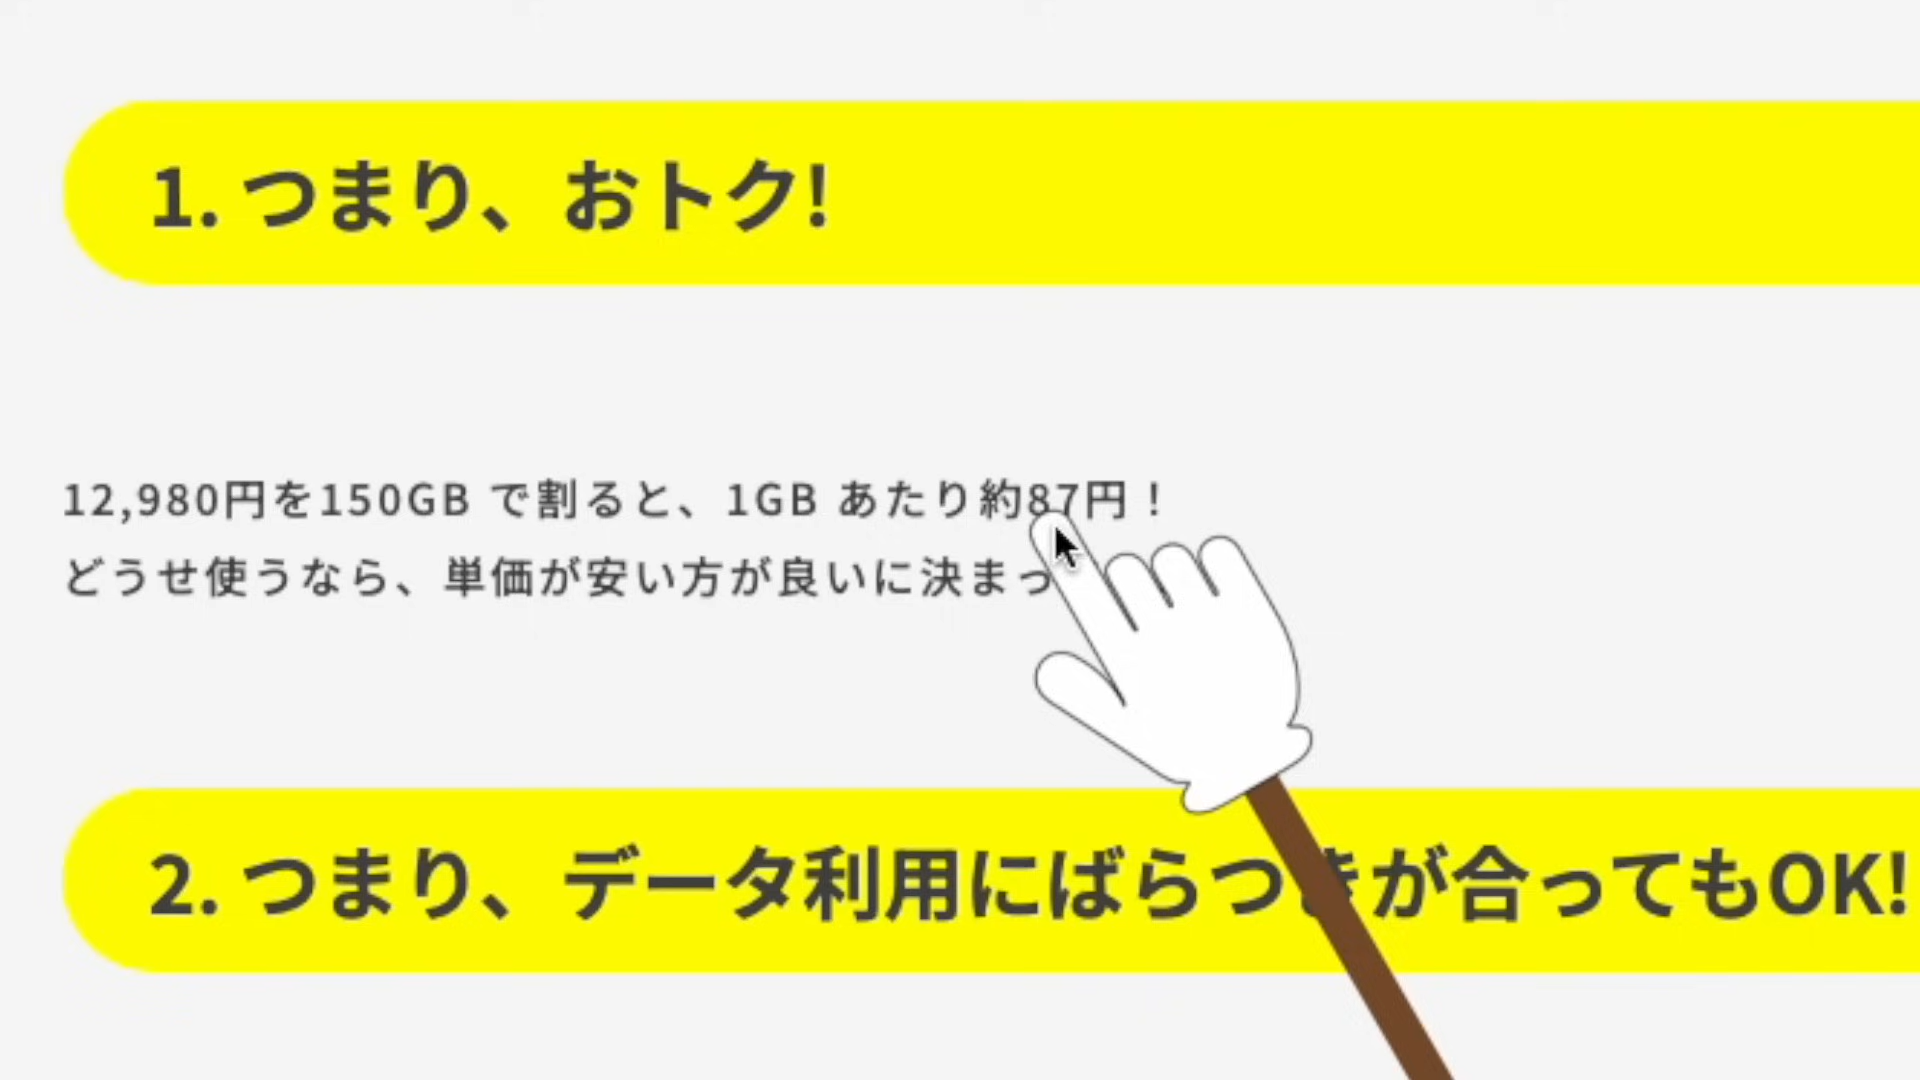 1. つまり、おトク!
12,980円を150GB で割ると、1GB あたり約87円！
どうせ使うなら、単価が安い方が良いに決まっ
2. つまり、データ利用にばらつきが合ってもOK!